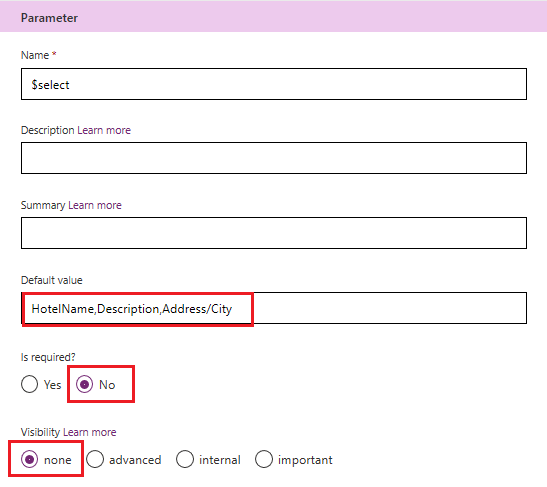 Parameter
Name *
$select
Description Learn more
Summary Learn more
Default value
HotelName,Description,Address/City
Is required?
Yes No
Visibility Learn more
none advanced internal important